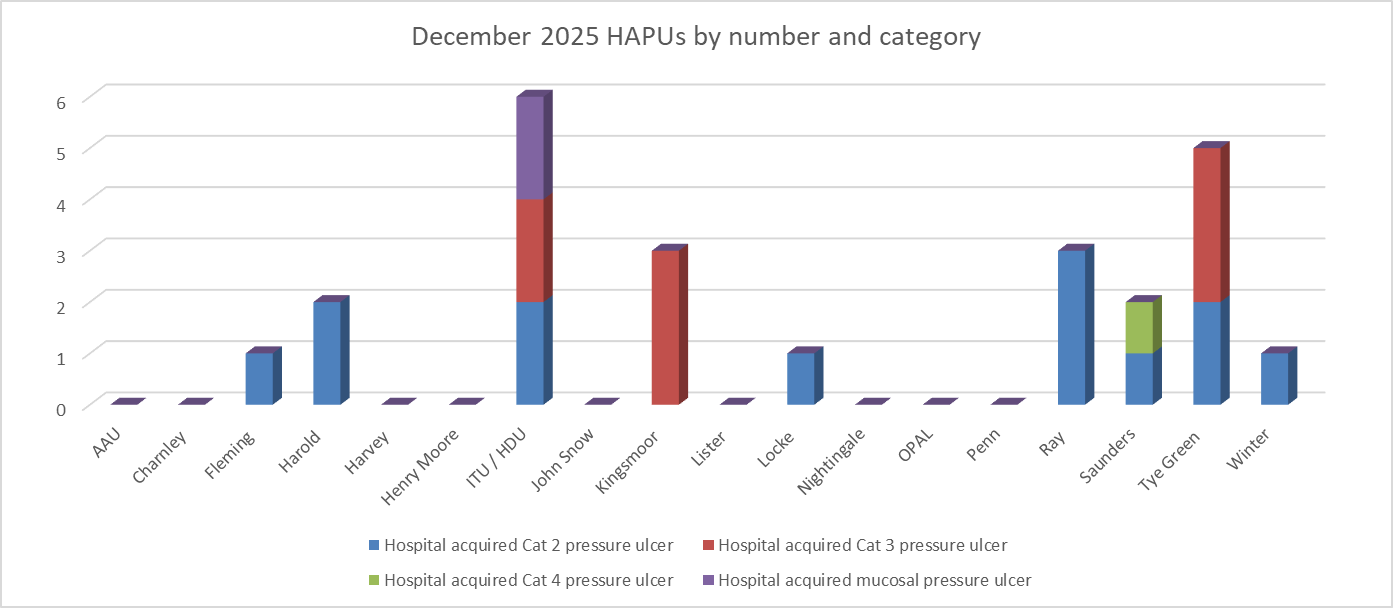 December 2025 HAPUs by number and category
6
5
4
3
2
1
0
AAU
Charnley
Fleming
Harold
Harvey
Henry Moore
ITU / HDU
John Snow
Kingsmoor
Lister
Locke
Nightingale
OPAL
Penn
Ray
Saunders
Tye Green
Winter
Hospital acquired Cat 2 pressure ulcer
Hospital acquired Cat 3 pressure ulcer
Hospital acquired Cat 4 pressure ulcer
Hospital acquired mucosal pressure ulcer